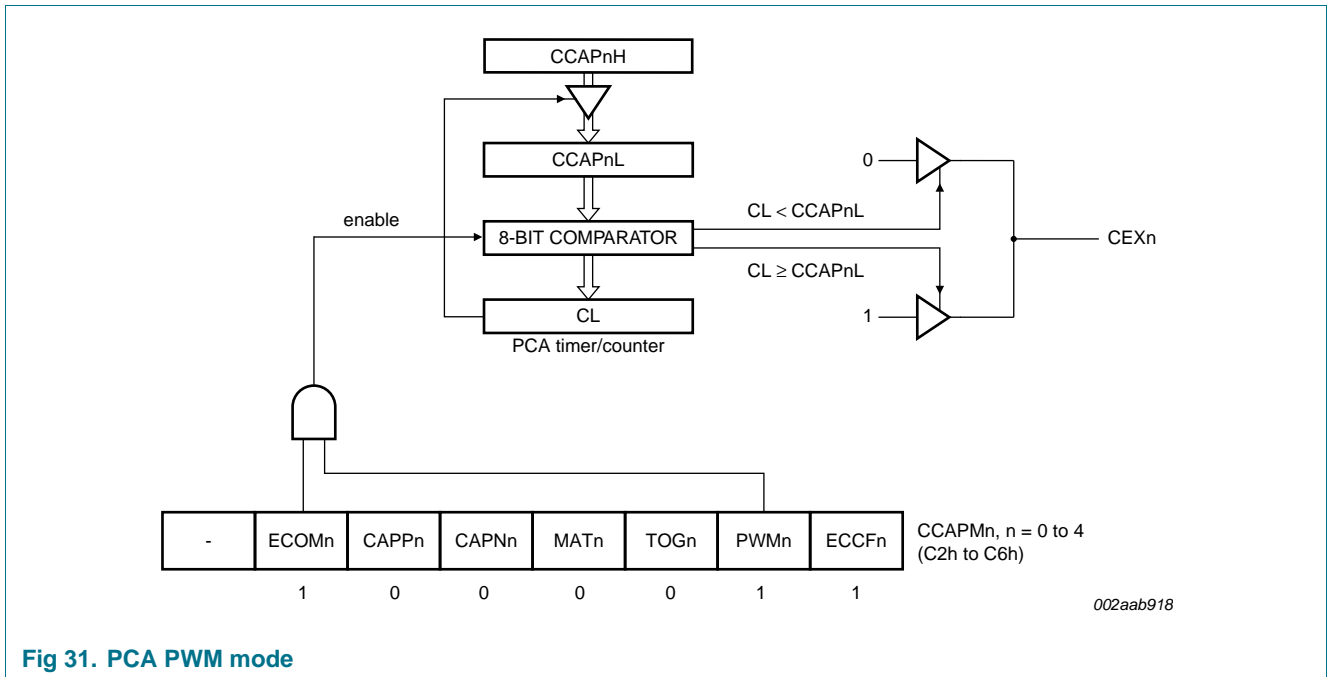 CCAPnH
CCAPnL
0
enable
CL < CCAPnL
8-BIT COMPARATOR
CEXn
CL ≥ CCAPnL
CL
1
PCA timer/counter
- ECOMn CAPPn CAPNn MATn TOGn PWMn ECCFn
CCAPMn, n = 0 to 4
(C2h to C6h)
1 0 0 0 0 1 1
002aab918
Fig 31. PCA PWM mode